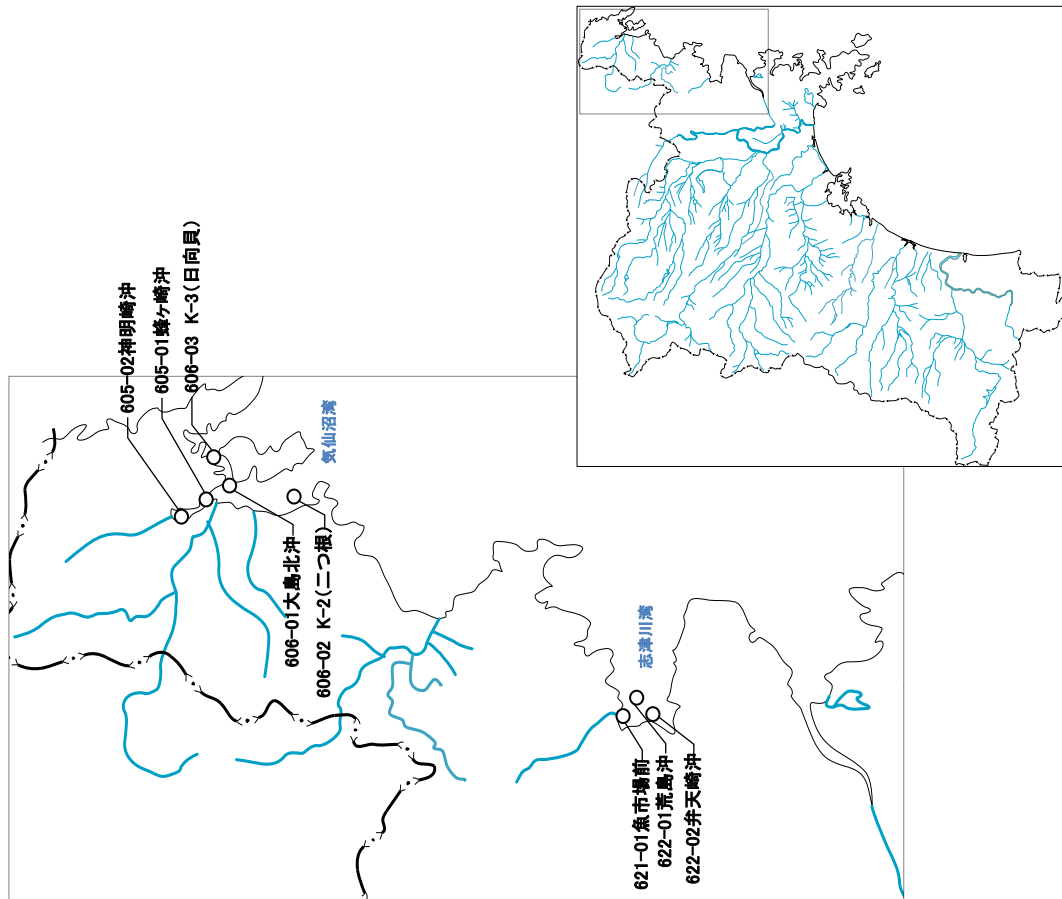 605-02神明崎沖
605-01蜂ヶ崎沖
606-03 K-3(日向貝)
気仙沼湾
606-01大島北沖
606-02 K-2(二つ根)
志津川湾
621-01魚市場前
622-01荒島沖
622-02弁天崎沖